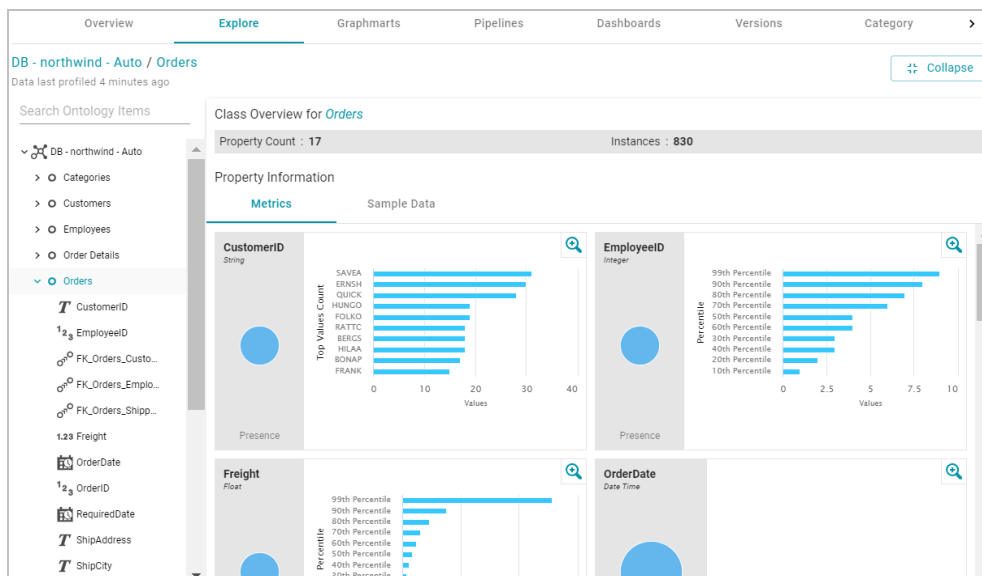 Overview Explore Graphmarts Pipelines Dashboards Versions Category
DB - northwind - Auto / Orders
Collapse
Data last profiled 4 minutes ago
Search Ontology Items
DB - northwind - Auto
Categories
Customers
Employees
Order Details
Orders
CustomerID
EmployeeID
FK_Orders_Custo...
FK_Orders_Emplo...
FK_Orders_Shipp...
1.23 Freight
OrderDate
OrderID
RequiredDate
ShipAddress
ShipCity
Class Overview for Orders
Property Count : 17 Instances : 830
Property Information
Metrics Sample Data
CustomerID
String
Presence
Top Values Count
SAVEA
ERNSH
QUICK
HUNGO
FOLKO
RATTC
BERGS
HILAA
BONAP
FRANK
0 10 20 30 40
Values
EmployeeID
Integer
Presence
Percentile
99th Percentile
90th Percentile
80th Percentile
70th Percentile
50th Percentile
60th Percentile
30th Percentile
40th Percentile
20th Percentile
10th Percentile
0 2.5 5 7.5 10
Values
Freight
Float
Percentile
99th Percentile
90th Percentile
80th Percentile
70th Percentile
60th Percentile
50th Percentile
40th Percentile
30th Percentile
OrderDate
Date Time